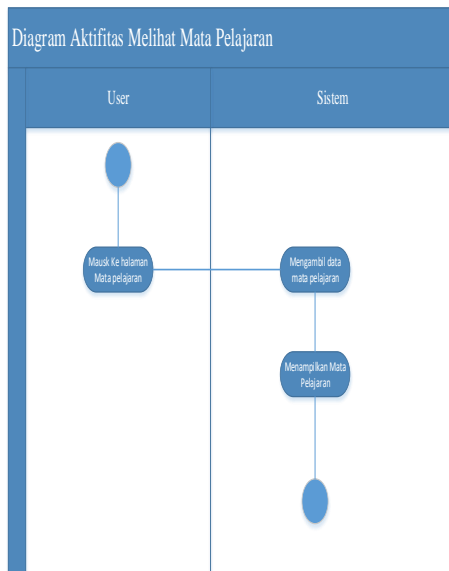 Diagram Aktifitas Melihat Mata Pelajaran
User
Sistem
Mausk Ke halaman
Mata pelajaran
Mengambil data
mata pelajaran
Menampilkan Mata
Pelajaran